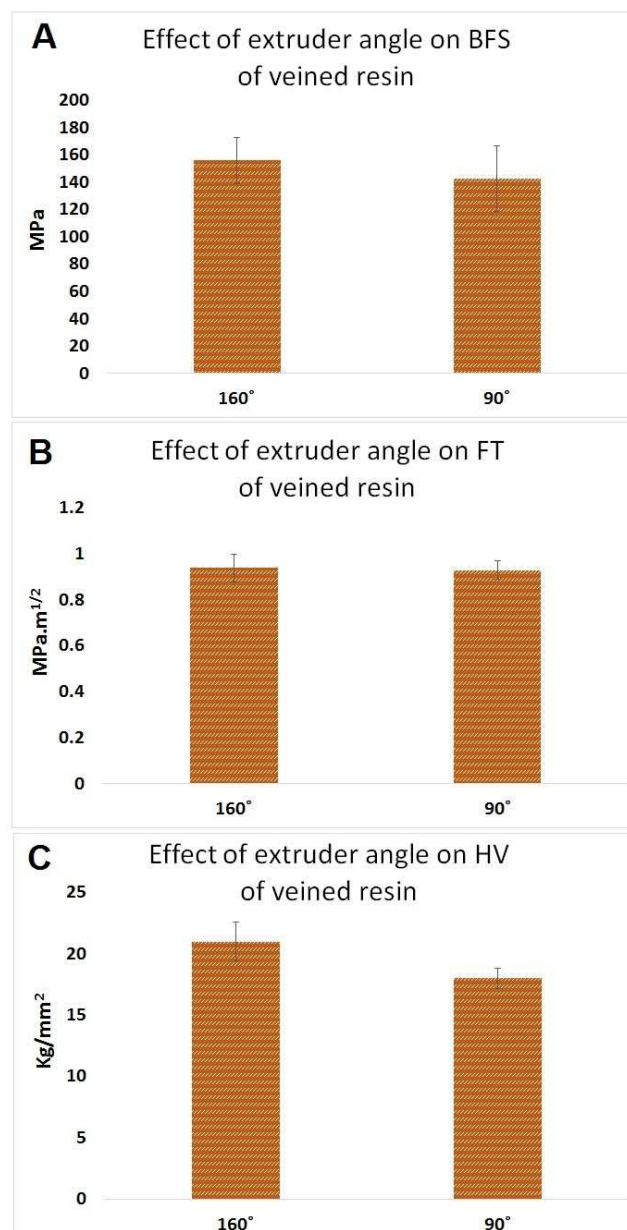 A
Effect of extruder angle on BFS
of veined resin
MPa
200
180
160
140
120
100
80
60
40
20
0
160˚ 90˚
B
Effect of extruder angle on FT
of veined resin
MPa.m¹/²
1.2
1
0.8
0.6
0.4
0.2
0
160˚ 90˚
C
Effect of extruder angle on HV
of veined resin
Kg/mm²
25
20
15
10
5
0
160˚ 90˚